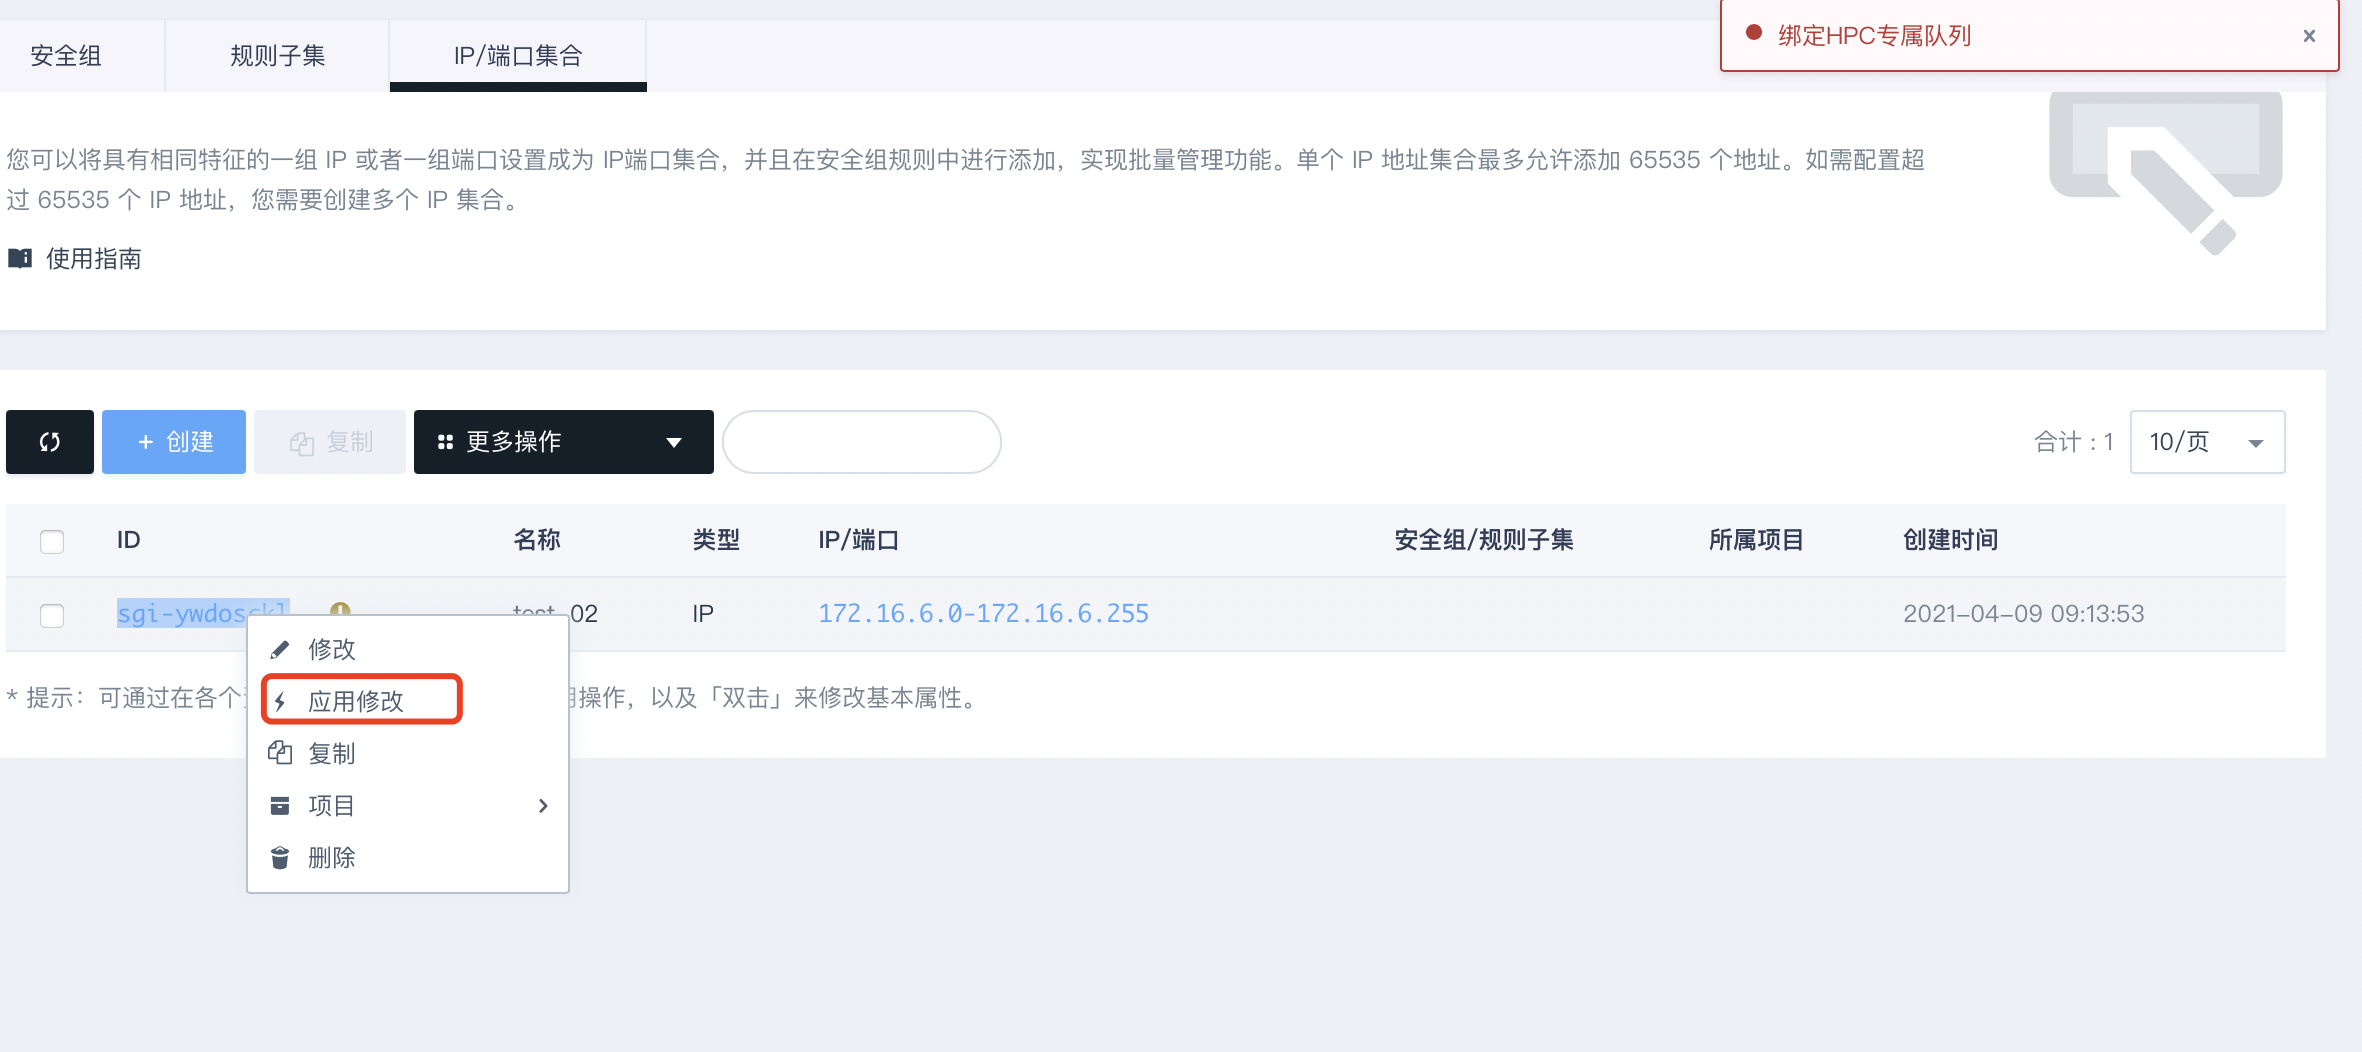 安全组
规则子集
IP/端口集合
绑定HPC专属队列
您可以将具有相同特征的一组 IP 或者一组端口设置成为 IP端口集合，并且在安全组规则中进行添加，实现批量管理功能。单个 IP 地址集合最多允许添加 65535 个地址。如需配置超
过 65535 个 IP 地址，您需要创建多个 IP 集合。
使用指南
+ 创建
复制
更多操作
合计 : 1
10/页
ID 名称 类型 IP/端口 安全组/规则子集 所属项目 创建时间
sgi-ywdosckl test_02 IP 172.16.6.0-172.16.6.255 2021-04-09 09:13:53
* 提示：可通过在各个 操作，以及「双击」来修改基本属性。
修改
应用修改
复制
项目
删除